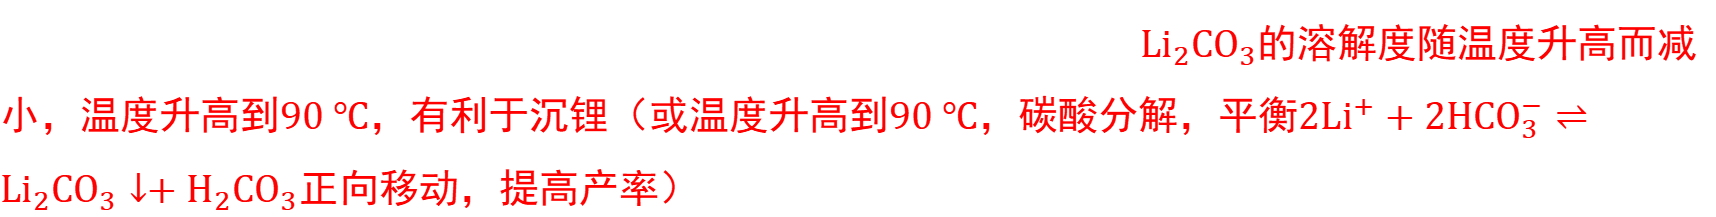 Li₂CO₃的溶解度随温度升高而减
小，温度升高到90 ℃，有利于沉锂（或温度升高到90 ℃，碳酸分解，平衡2Li⁺ + 2HCO₃⁻ ⇌
Li₂CO₃ ↓+ H₂CO₃正向移动，提高产率）